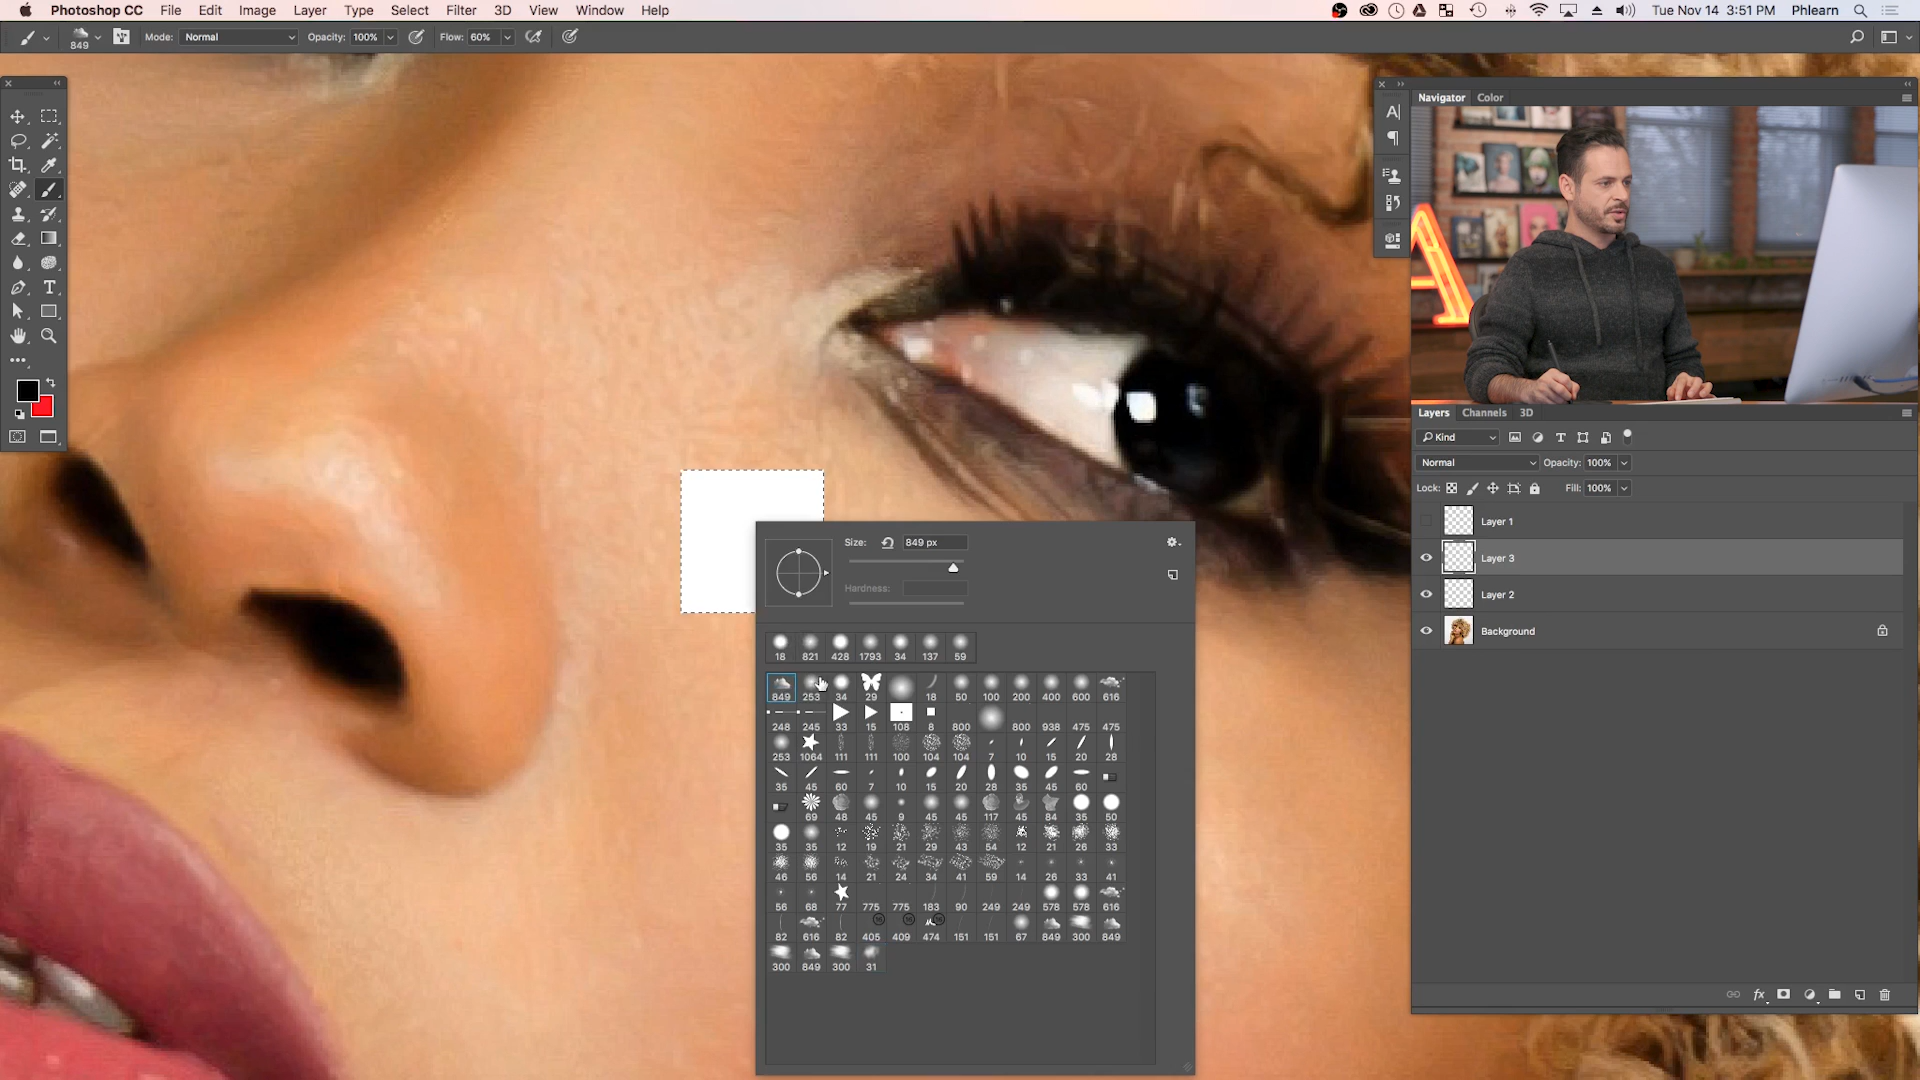 Photoshop CC File Edit Image Layer Type Select Filter 3D View Window Help
Tue Nov 14 3:51 PM Phlearn
849
Mode: Normal Opacity: 100% Flow: 60%
Navigator Color
A
Layers Channels 3D
Kind
Normal Opacity: 100%
Lock: Fill: 100%
Layer 1
Layer 3
Layer 2
Background
Size: 849 px
Hardness:
18 821 428 1793 34 137 59
849 253 34 29 18 50 100 200 400 600 616
248 245 33 15 108 8 800 800 938 475 475
253 1064 111 111 100 104 104 7 10 15 20 28
35 45 60 7 10 15 20 28 35 45 60
69 48 45 9 45 45 117 45 84 35 50
35 35 12 19 21 29 43 54 12 21 26 33
46 56 14 21 24 34 41 59 14 26 33 41
56 68 77 775 775 183 90 249 249 578 578 616
82 616 82 405 409 474 151 151 67 849 300 849
300 849 300 31